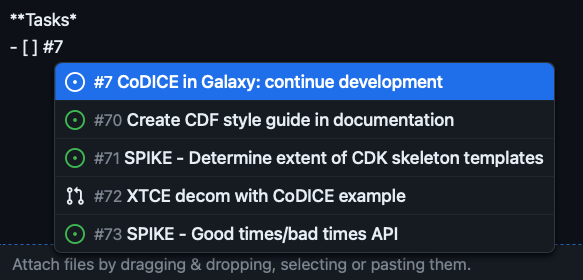 **Tasks*
- [ ] #7
#7 CoDICE in Galaxy: continue development
#70 Create CDF style guide in documentation
#71 SPIKE - Determine extent of CDK skeleton templates
#72 XTCE decom with CoDICE example
#73 SPIKE - Good times/bad times API
Attach files by dragging & dropping, selecting or pasting them.